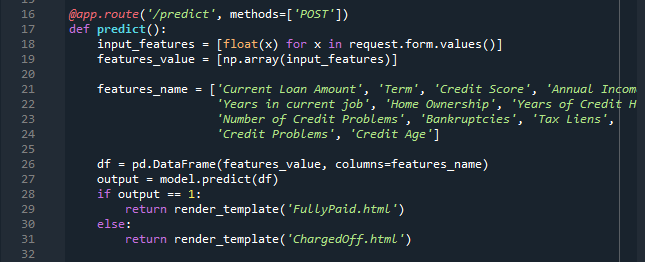 16 @app.route('/predict', methods=['POST'])
17 def predict():
18 input_features = [float(x) for x in request.form.values()]
19 features_value = [np.array(input_features)]
20
21 features_name = ['Current Loan Amount', 'Term', 'Credit Score', 'Annual Incom
22 'Years in current job', 'Home Ownership', 'Years of Credit H
23 'Number of Credit Problems', 'Bankruptcies', 'Tax Liens',
24 'Credit Problems', 'Credit Age']
25
26 df = pd.DataFrame(features_value, columns=features_name)
27 output = model.predict(df)
28 if output == 1:
29 return render_template('FullyPaid.html')
30 else:
31 return render_template('ChargedOff.html')
32